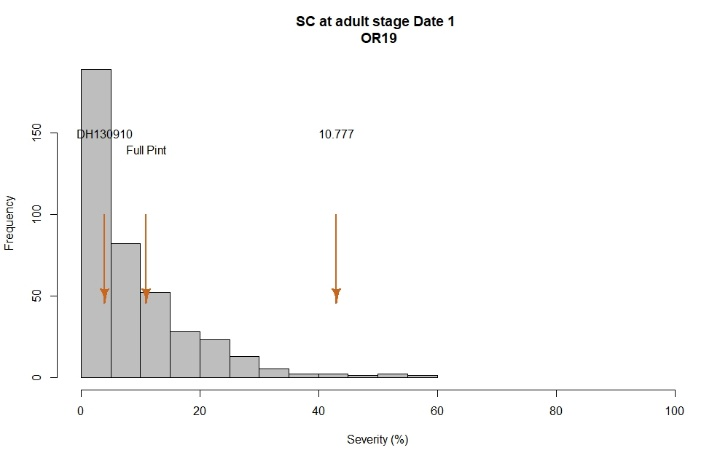 SC at adult stage Date 1
OR19
DH130910
10.777
Full Pint
Frequency
150
100
50
0
0 20 40 60 80 100
Severity (%)